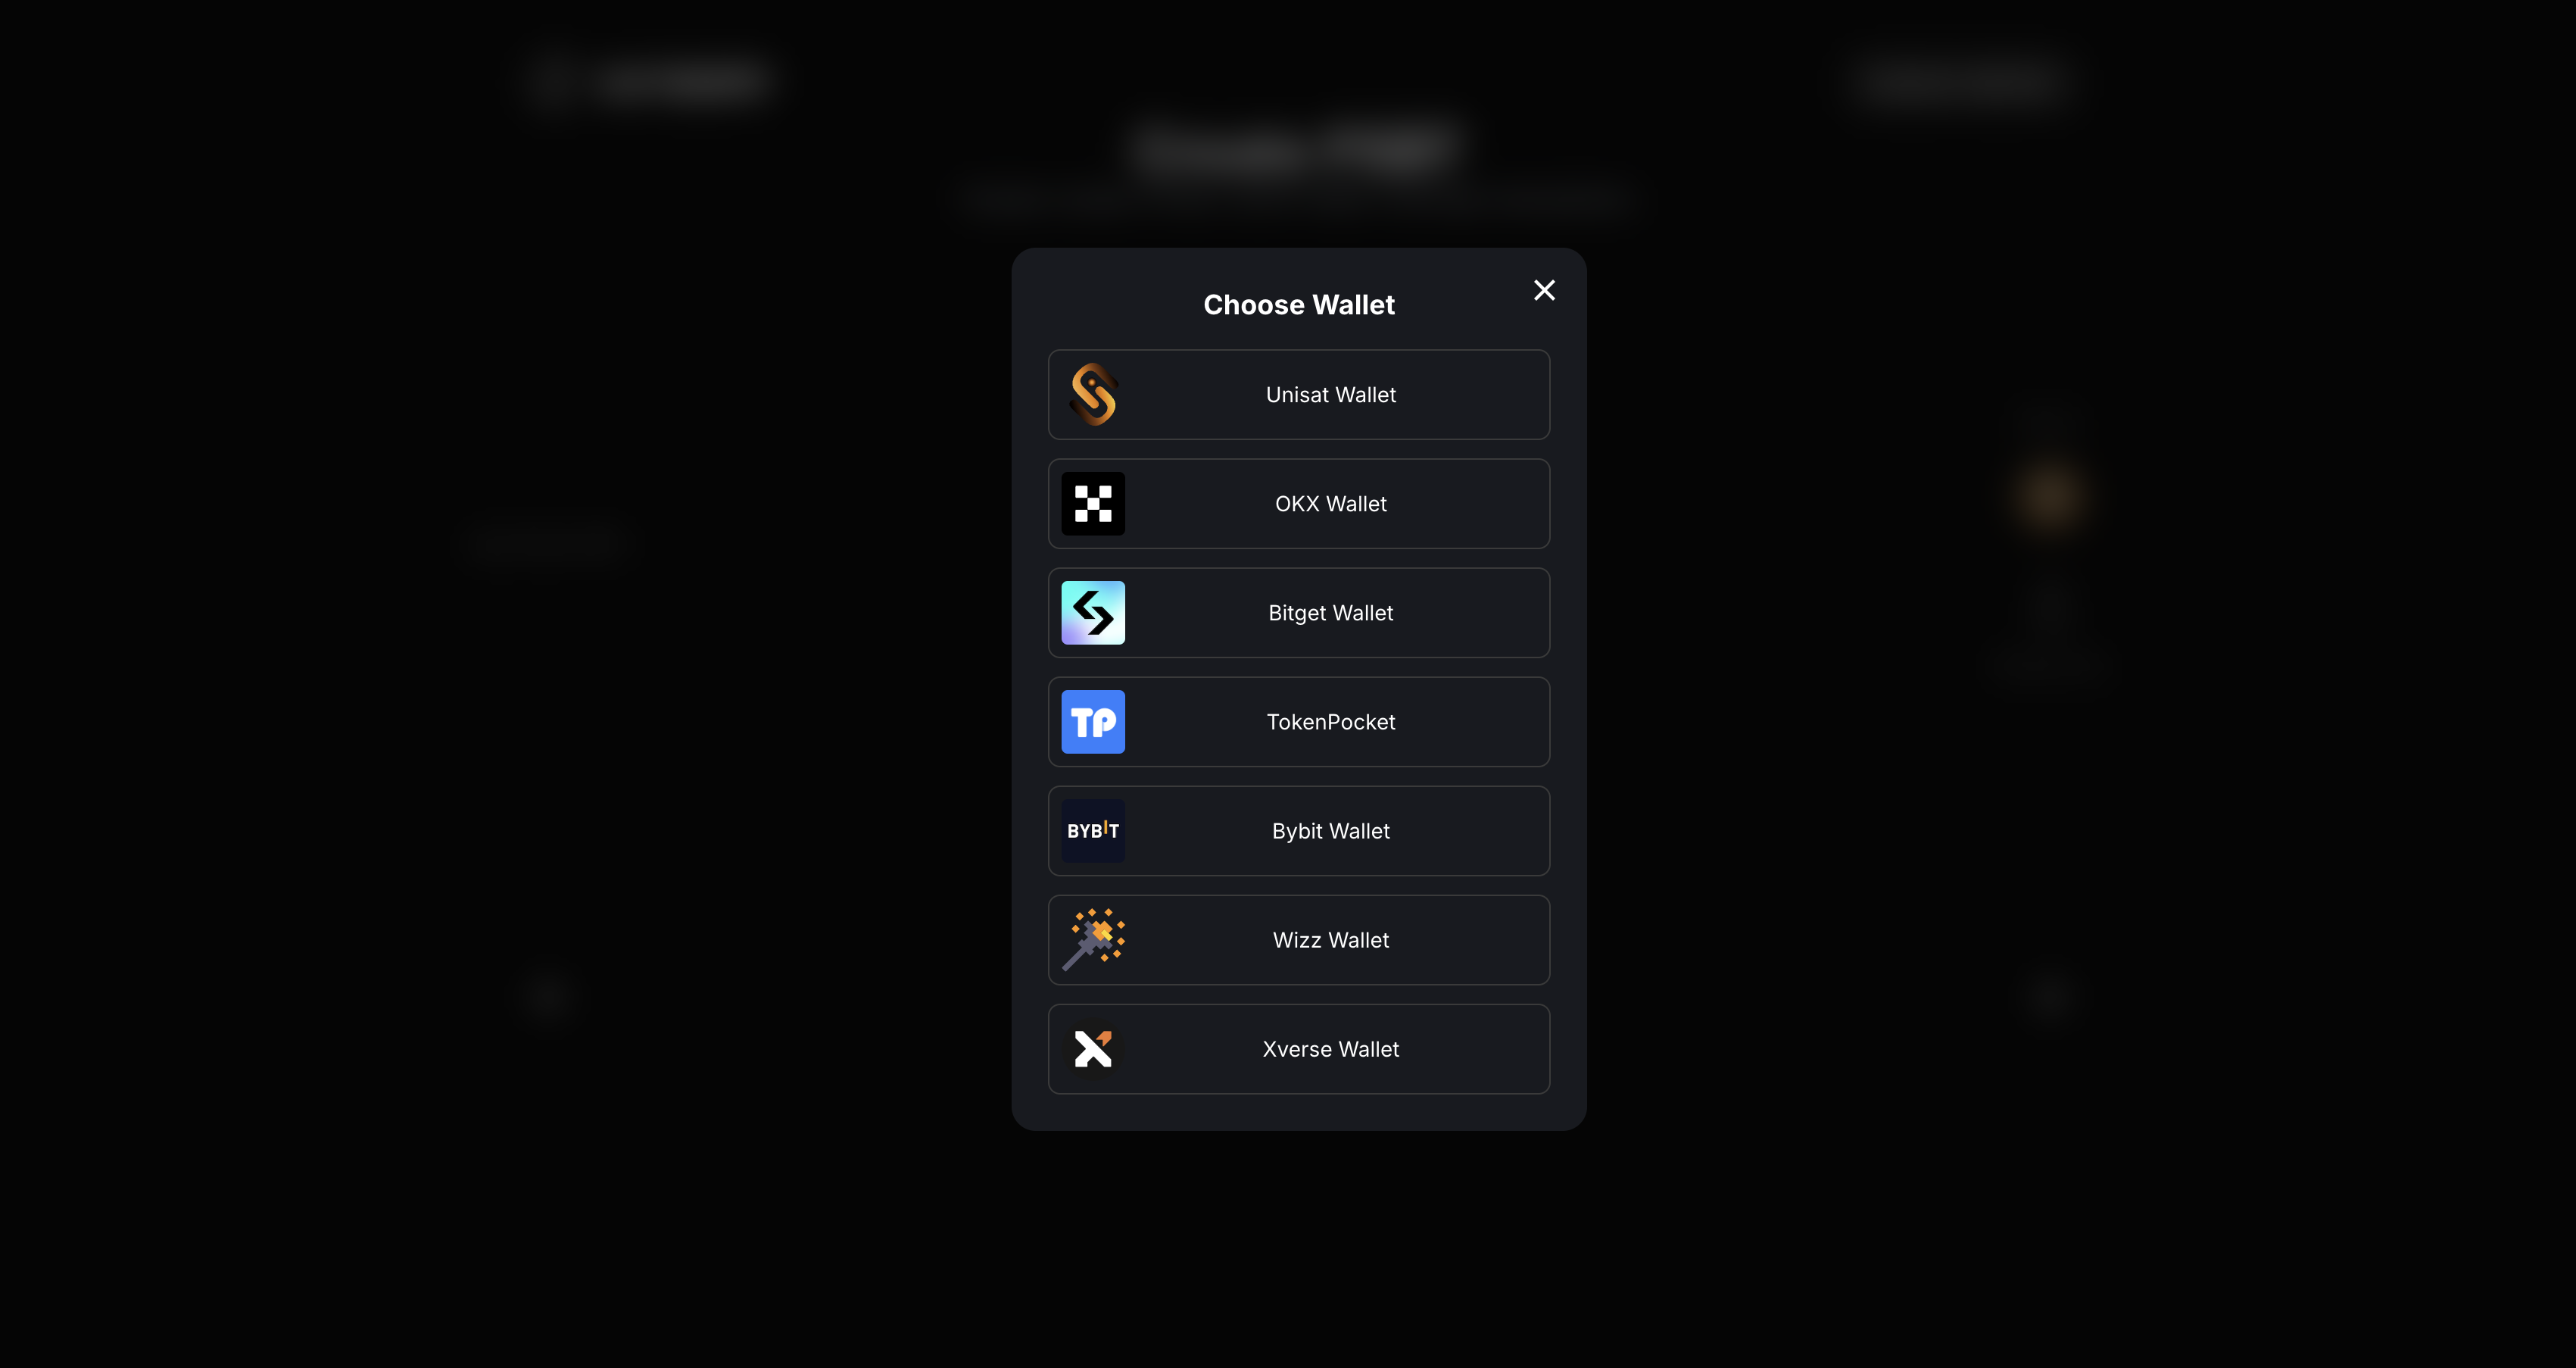 Choose Wallet
Unisat Wallet
OKX Wallet
Bitget Wallet
TP
TokenPocket
BYBIT
Bybit Wallet
Wizz Wallet
Xverse Wallet